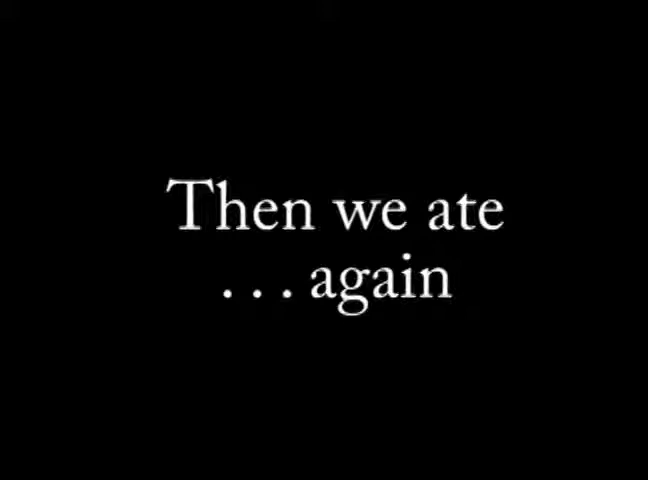 Then we ate
. . . again